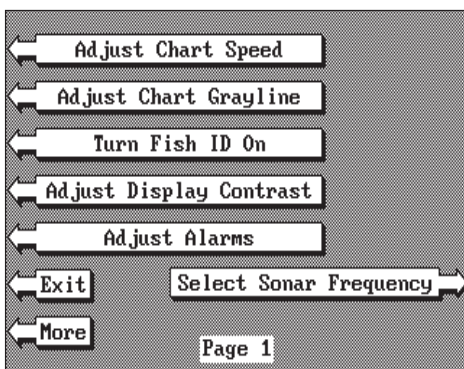 Adjust Chart Speed
Adjust Chart Grayline
Turn Fish ID On
Adjust Display Contrast
Adjust Alarms
Exit
Select Sonar Frequency
More
Page 1